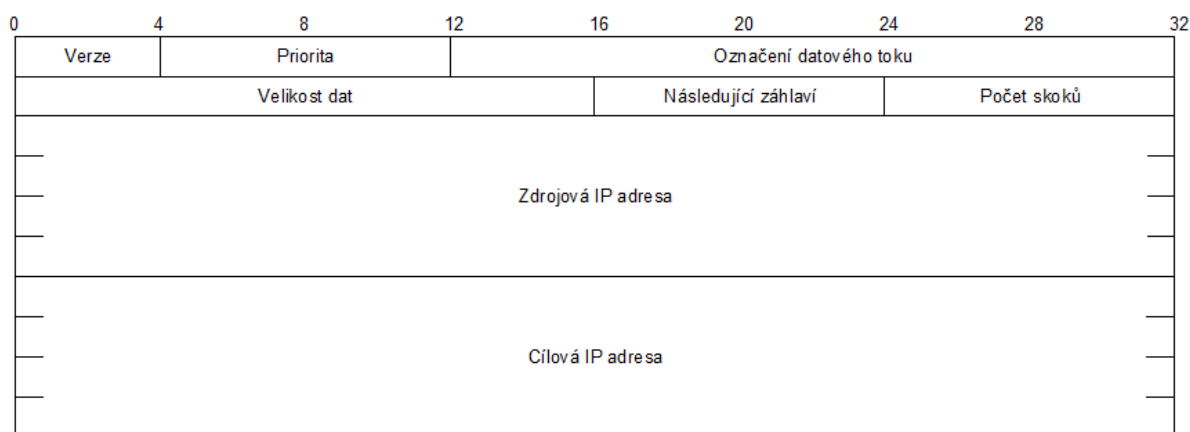 0 4 8 12 16 20 24 28 32
Verze Priorita Označení datového toku
Velikost dat Následující záhlaví Počet skoků
Zdrojová IP adresa
Cílová IP adresa